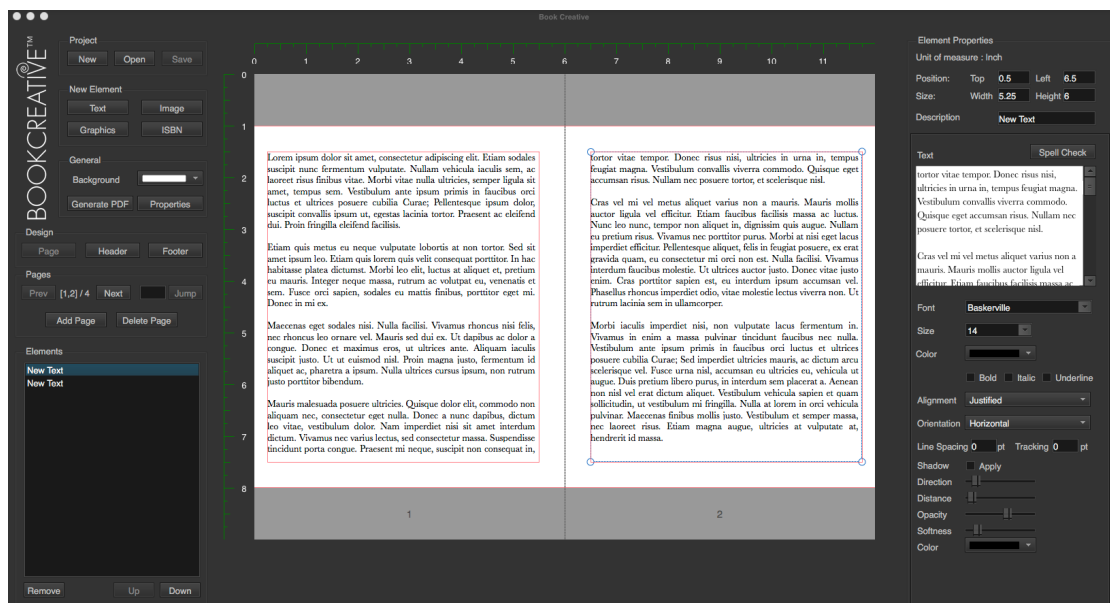 Book Creative
BOOKCREATIVE™
Project
New Open Save
New Element
Text Image
Graphics ISBN
General
Background
Generate PDF Properties
Design
Page Header Footer
Pages
Prev [1,2] / 4 Next Jump
Add Page Delete Page
Elements
New Text
New Text
Remove Up Down
0 1 2 3 4 5 6 7 8 9 10 11
0
1
2
3
4
5
6
7
8
Lorem ipsum dolor sit amet, consectetur adipiscing elit. Etiam sodales
suscipit nunc fermentum vulputate. Nullam vehicula iaculis sem, ac
laoreet risus finibus vitae. Morbi vitae nulla ultricies, semper ligula sit
amet, tempus sem. Vestibulum ante ipsum primis in faucibus orci
luctus et ultrices posuere cubilia Curae; Pellentesque ipsum dolor,
suscipit convallis ipsum ut, egestas lacinia tortor. Praesent ac eleifend
dui. Proin fringilla eleifend facilisis.
Etiam quis metus eu neque vulputate lobortis at non tortor. Sed sit
amet ipsum leo. Etiam quis lorem quis velit consequat porttitor. In hac
habitasse platea dictumst. Morbi leo elit, luctus at aliquet et, pretium
eu mauris. Integer neque massa, rutrum ac volutpat eu, venenatis et
sem. Fusce orci sapien, sodales eu mattis finibus, porttitor eget mi.
Donec in mi ex.
Maecenas eget sodales nisi. Nulla facilisi. Vivamus rhoncus nisi felis,
nec rhoncus leo ornare vel. Mauris sed dui ex. Ut dapibus ac dolor a
congue. Donec et maximus eros, ut ultrices ante. Aliquam iaculis
suscipit justo. Ut ut euismod nisl. Proin magna justo, fermentum id
aliquet ac, pharetra a ipsum. Nulla ultrices cursus ipsum, non rutrum
justo porttitor bibendum.
Mauris malesuada posuere ultricies. Quisque dolor elit, commodo non
aliquam nec, consectetur eget nulla. Donec a nunc dapibus, dictum
leo vitae, vestibulum dolor. Nam imperdiet nisi sit amet interdum
dictum. Vivamus nec varius lectus, sed consectetur massa. Suspendisse
tincidunt porta congue. Praesent mi neque, suscipit non consequat in,
1
tortor vitae tempor. Donec risus nisi, ultricies in urna in, tempus
feugiat magna. Vestibulum convallis viverra commodo. Quisque eget
accumsan risus. Nullam nec posuere tortor, et scelerisque nisl.
Cras vel mi vel metus aliquet varius non a mauris. Mauris mollis
auctor ligula vel efficitur. Etiam faucibus facilisis massa ac luctus.
Nunc leo nunc, tempor non aliquet in, dignissim quis augue. Nullam
eu pretium risus. Vivamus nec porttitor purus. Morbi at nisi eget lacus
imperdiet efficitur. Pellentesque aliquet, felis in feugiat posuere, ex erat
gravida quam, eu consectetur mi orci non est. Nulla facilisi. Vivamus
interdum faucibus molestie. Ut ultrices auctor justo. Donec vitae justo
enim. Cras porttitor sapien est, eu interdum ipsum accumsan vel.
Phasellus rhoncus imperdiet odio, vitae molestie lectus viverra non. Ut
rutrum lacinia sem in ullamcorper.
Morbi iaculis imperdiet nisi, non vulputate lacus fermentum in.
Vivamus in enim a massa pulvinar tincidunt faucibus nec nulla.
Vestibulum ante ipsum primis in faucibus orci luctus et ultrices
posuere cubilia Curae; Sed imperdiet ultricies mauris, ac dictum arcu
scelerisque vel. Fusce urna nisl, accumsan eu ultricies eu, vehicula ut
augue. Duis pretium libero purus, in interdum sem placerat a. Aenean
non nisl vel erat dictum aliquet. Vestibulum vehicula sapien et quam
sollicitudin, ut vestibulum mi fringilla. Nulla at lorem in orci vehicula
pulvinar. Maecenas finibus mollis justo. Vestibulum et semper massa,
nec laoreet risus. Etiam magna augue, ultricies at vulputate at,
hendrerit id massa.
2
Element Properties
Unit of measure : Inch
Position: Top 0.5 Left 6.5
Size: Width 5.25 Height 6
Description New Text
Text Spell Check
tortor vitae tempor. Donec risus nisi,
ultricies in urna in, tempus feugiat magna.
Vestibulum convallis viverra commodo.
Quisque eget accumsan risus. Nullam nec
posuere tortor, et scelerisque nisl.
Cras vel mi vel metus aliquet varius non a
mauris. Mauris mollis auctor ligula vel
efficitur. Etiam faucibus facilisis massa ac
Font Baskerville
Size 14
Color
Bold Italic Underline
Alignment Justified
Orientation Horizontal
Line Spacing 0 pt Tracking 0 pt
Shadow Apply
Direction
Distance
Opacity
Softness
Color